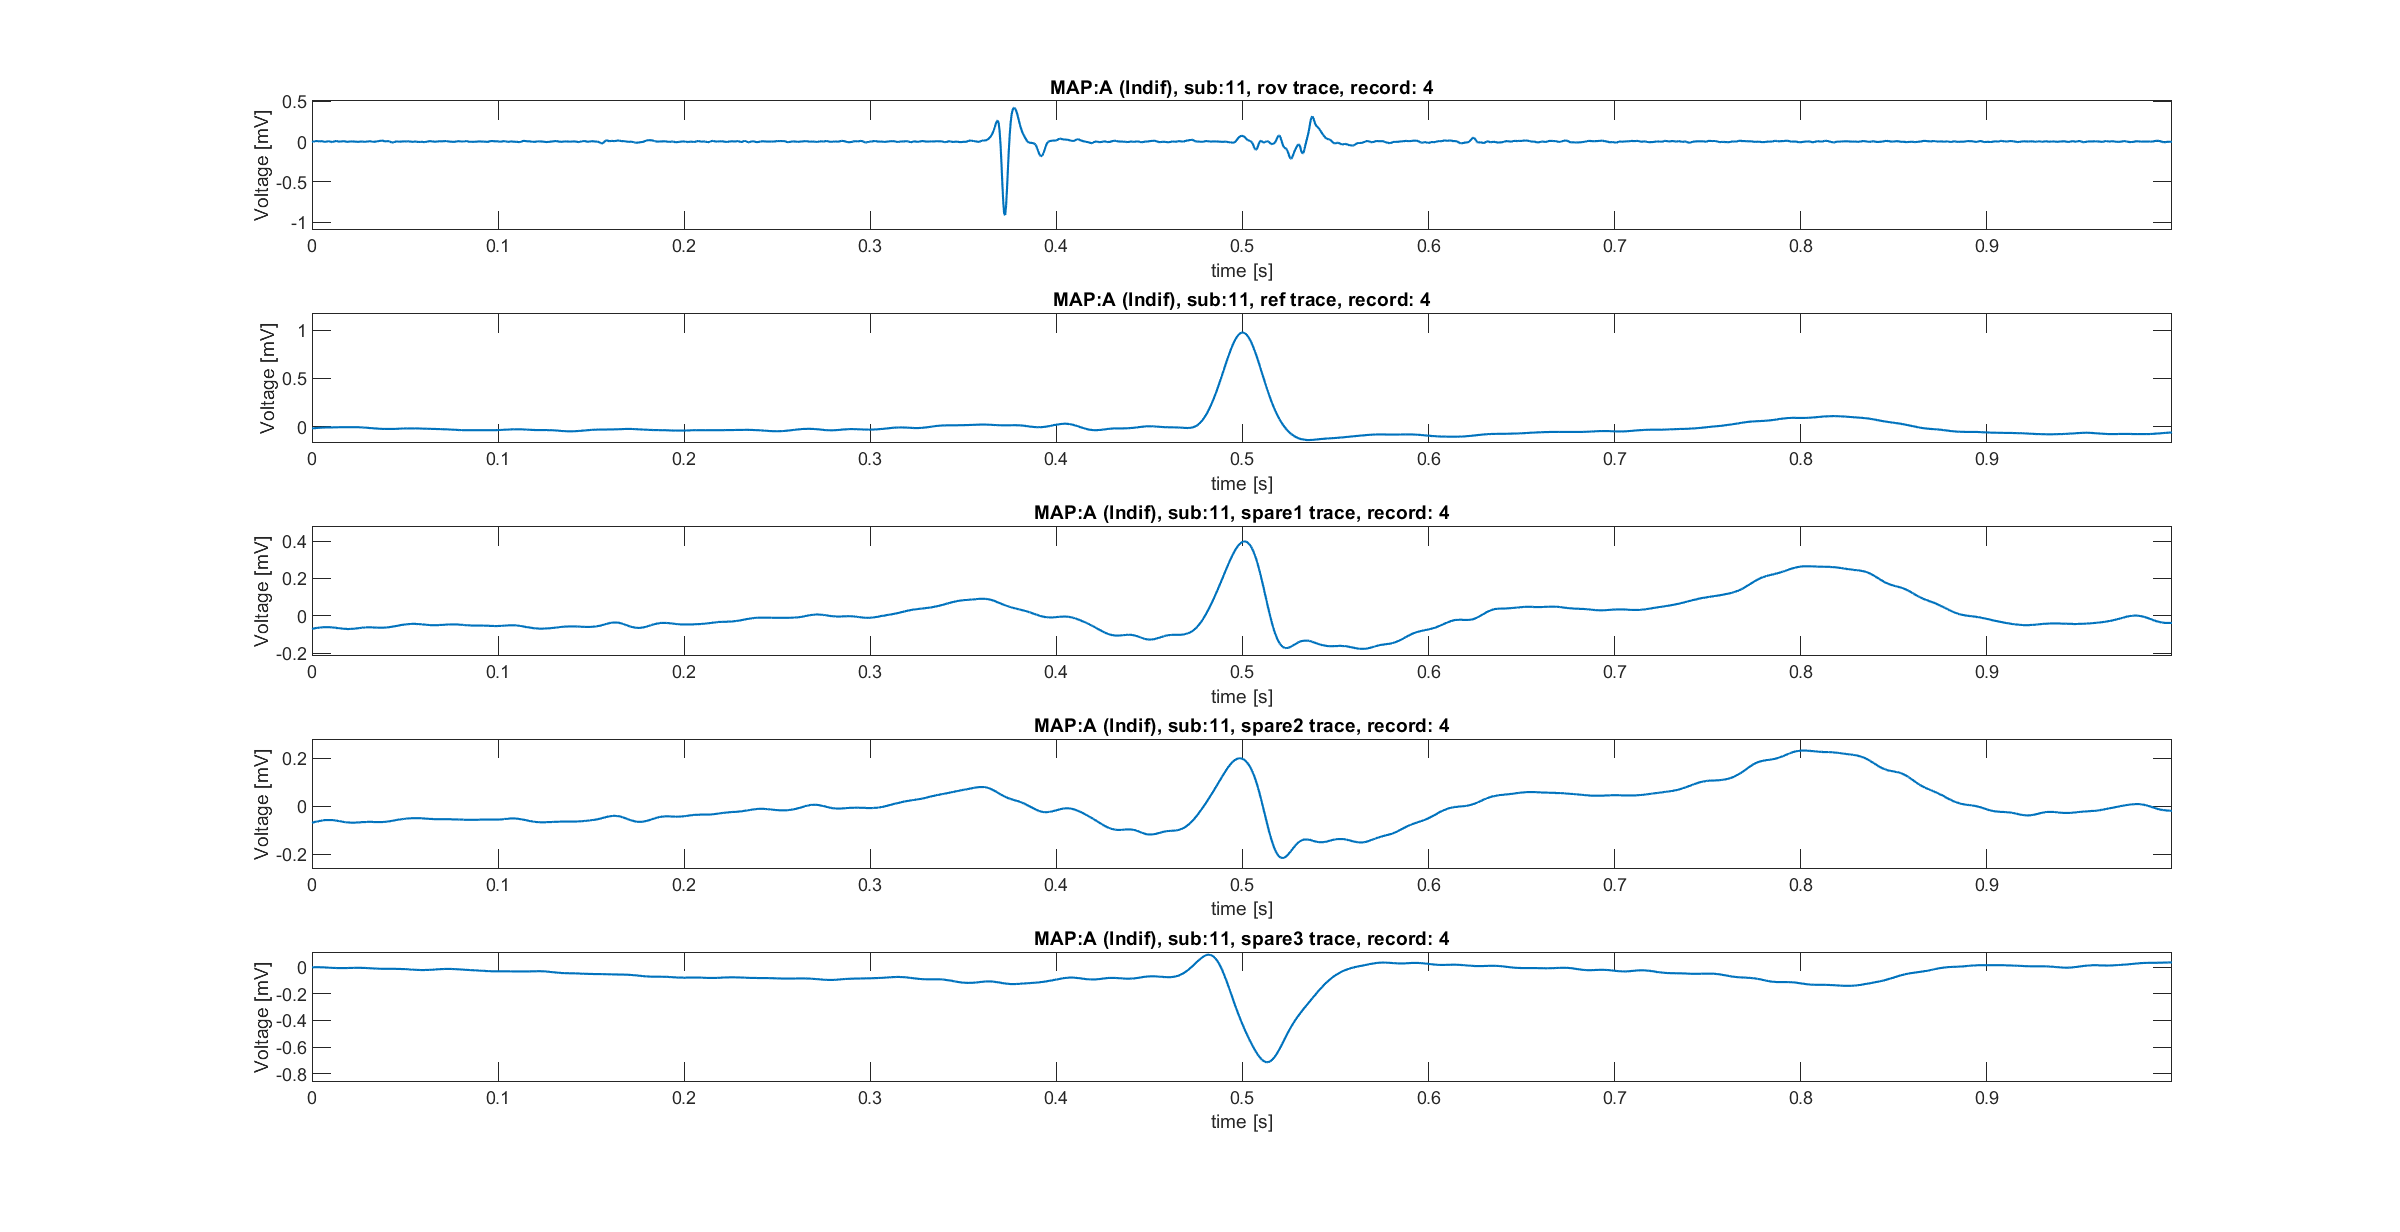 MAP:A (Indif), sub:11, rov trace, record: 4
Voltage [mV]
0.5
0
-0.5
-1
0 0.1 0.2 0.3 0.4 0.5 0.6 0.7 0.8 0.9
time [s]
MAP:A (Indif), sub:11, ref trace, record: 4
Voltage [mV]
1
0.5
0
0 0.1 0.2 0.3 0.4 0.5 0.6 0.7 0.8 0.9
time [s]
MAP:A (Indif), sub:11, spare1 trace, record: 4
Voltage [mV]
0.4
0.2
0
-0.2
0 0.1 0.2 0.3 0.4 0.5 0.6 0.7 0.8 0.9
time [s]
MAP:A (Indif), sub:11, spare2 trace, record: 4
Voltage [mV]
0.2
0
-0.2
0 0.1 0.2 0.3 0.4 0.5 0.6 0.7 0.8 0.9
time [s]
MAP:A (Indif), sub:11, spare3 trace, record: 4
Voltage [mV]
0
-0.2
-0.4
-0.6
-0.8
0 0.1 0.2 0.3 0.4 0.5 0.6 0.7 0.8 0.9
time [s]